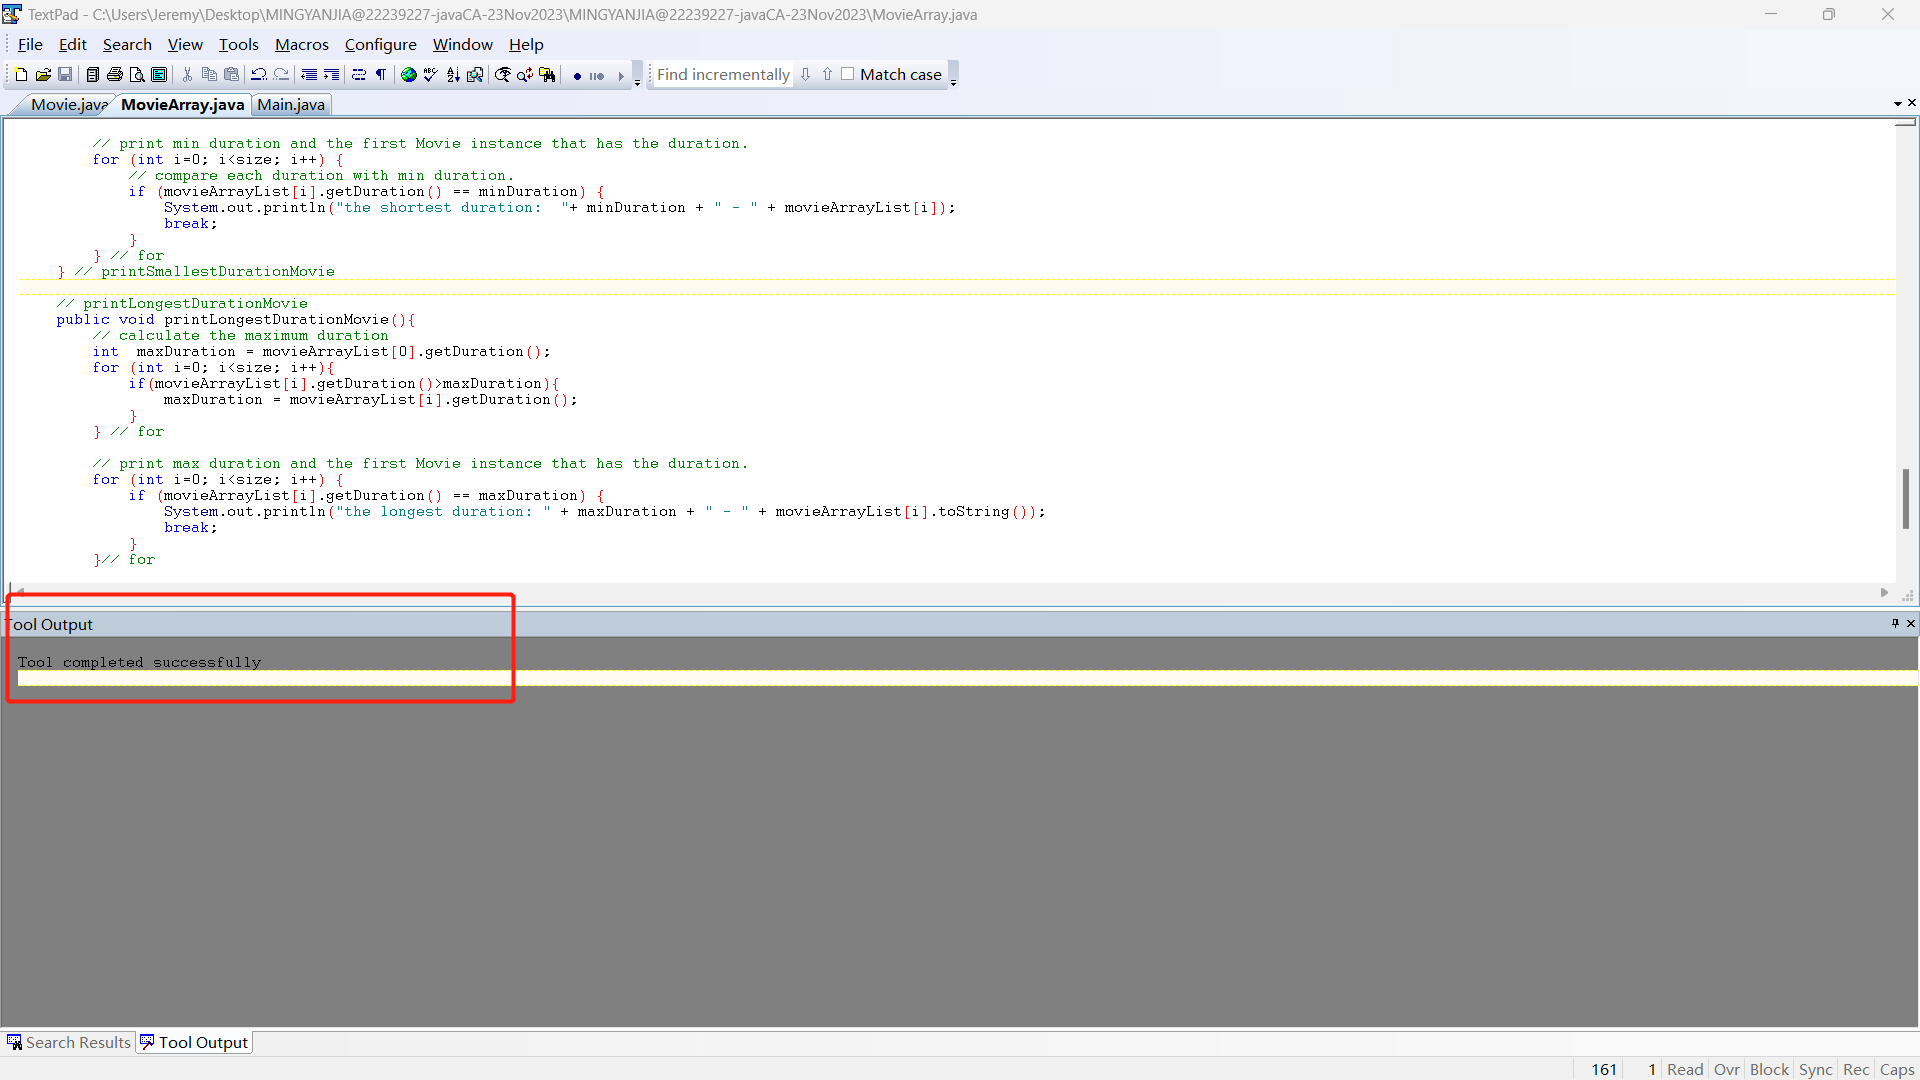 TextPad - C:\Users\Jeremy\Desktop\MINGYANJIA@22239227-javaCA-23Nov2023\MINGYANJIA@22239227-javaCA-23Nov2023\MovieArray.java
File Edit Search View Tools Macros Configure Window Help
Find incrementally Match case
Movie.java MovieArray.java Main.java
// print min duration and the first Movie instance that has the duration.
for (int i=0; i<size; i++) {
// compare each duration with min duration.
if (movieArrayList[i].getDuration() == minDuration) {
System.out.println("the shortest duration:  "+ minDuration + " - " + movieArrayList[i]);
break;
}
} // for
} // printSmallestDurationMovie
// printLongestDurationMovie
public void printLongestDurationMovie(){
// calculate the maximum duration
int  maxDuration = movieArrayList[0].getDuration();
for (int i=0; i<size; i++){
if(movieArrayList[i].getDuration()>maxDuration){
maxDuration = movieArrayList[i].getDuration();
}
} // for
// print max duration and the first Movie instance that has the duration.
for (int i=0; i<size; i++) {
if (movieArrayList[i].getDuration() == maxDuration) {
System.out.println("the longest duration: " + maxDuration + " - " + movieArrayList[i].toString());
break;
}
}// for
Tool Output
Tool completed successfully
Search Results Tool Output
161 1 Read Ovr Block Sync Rec Caps